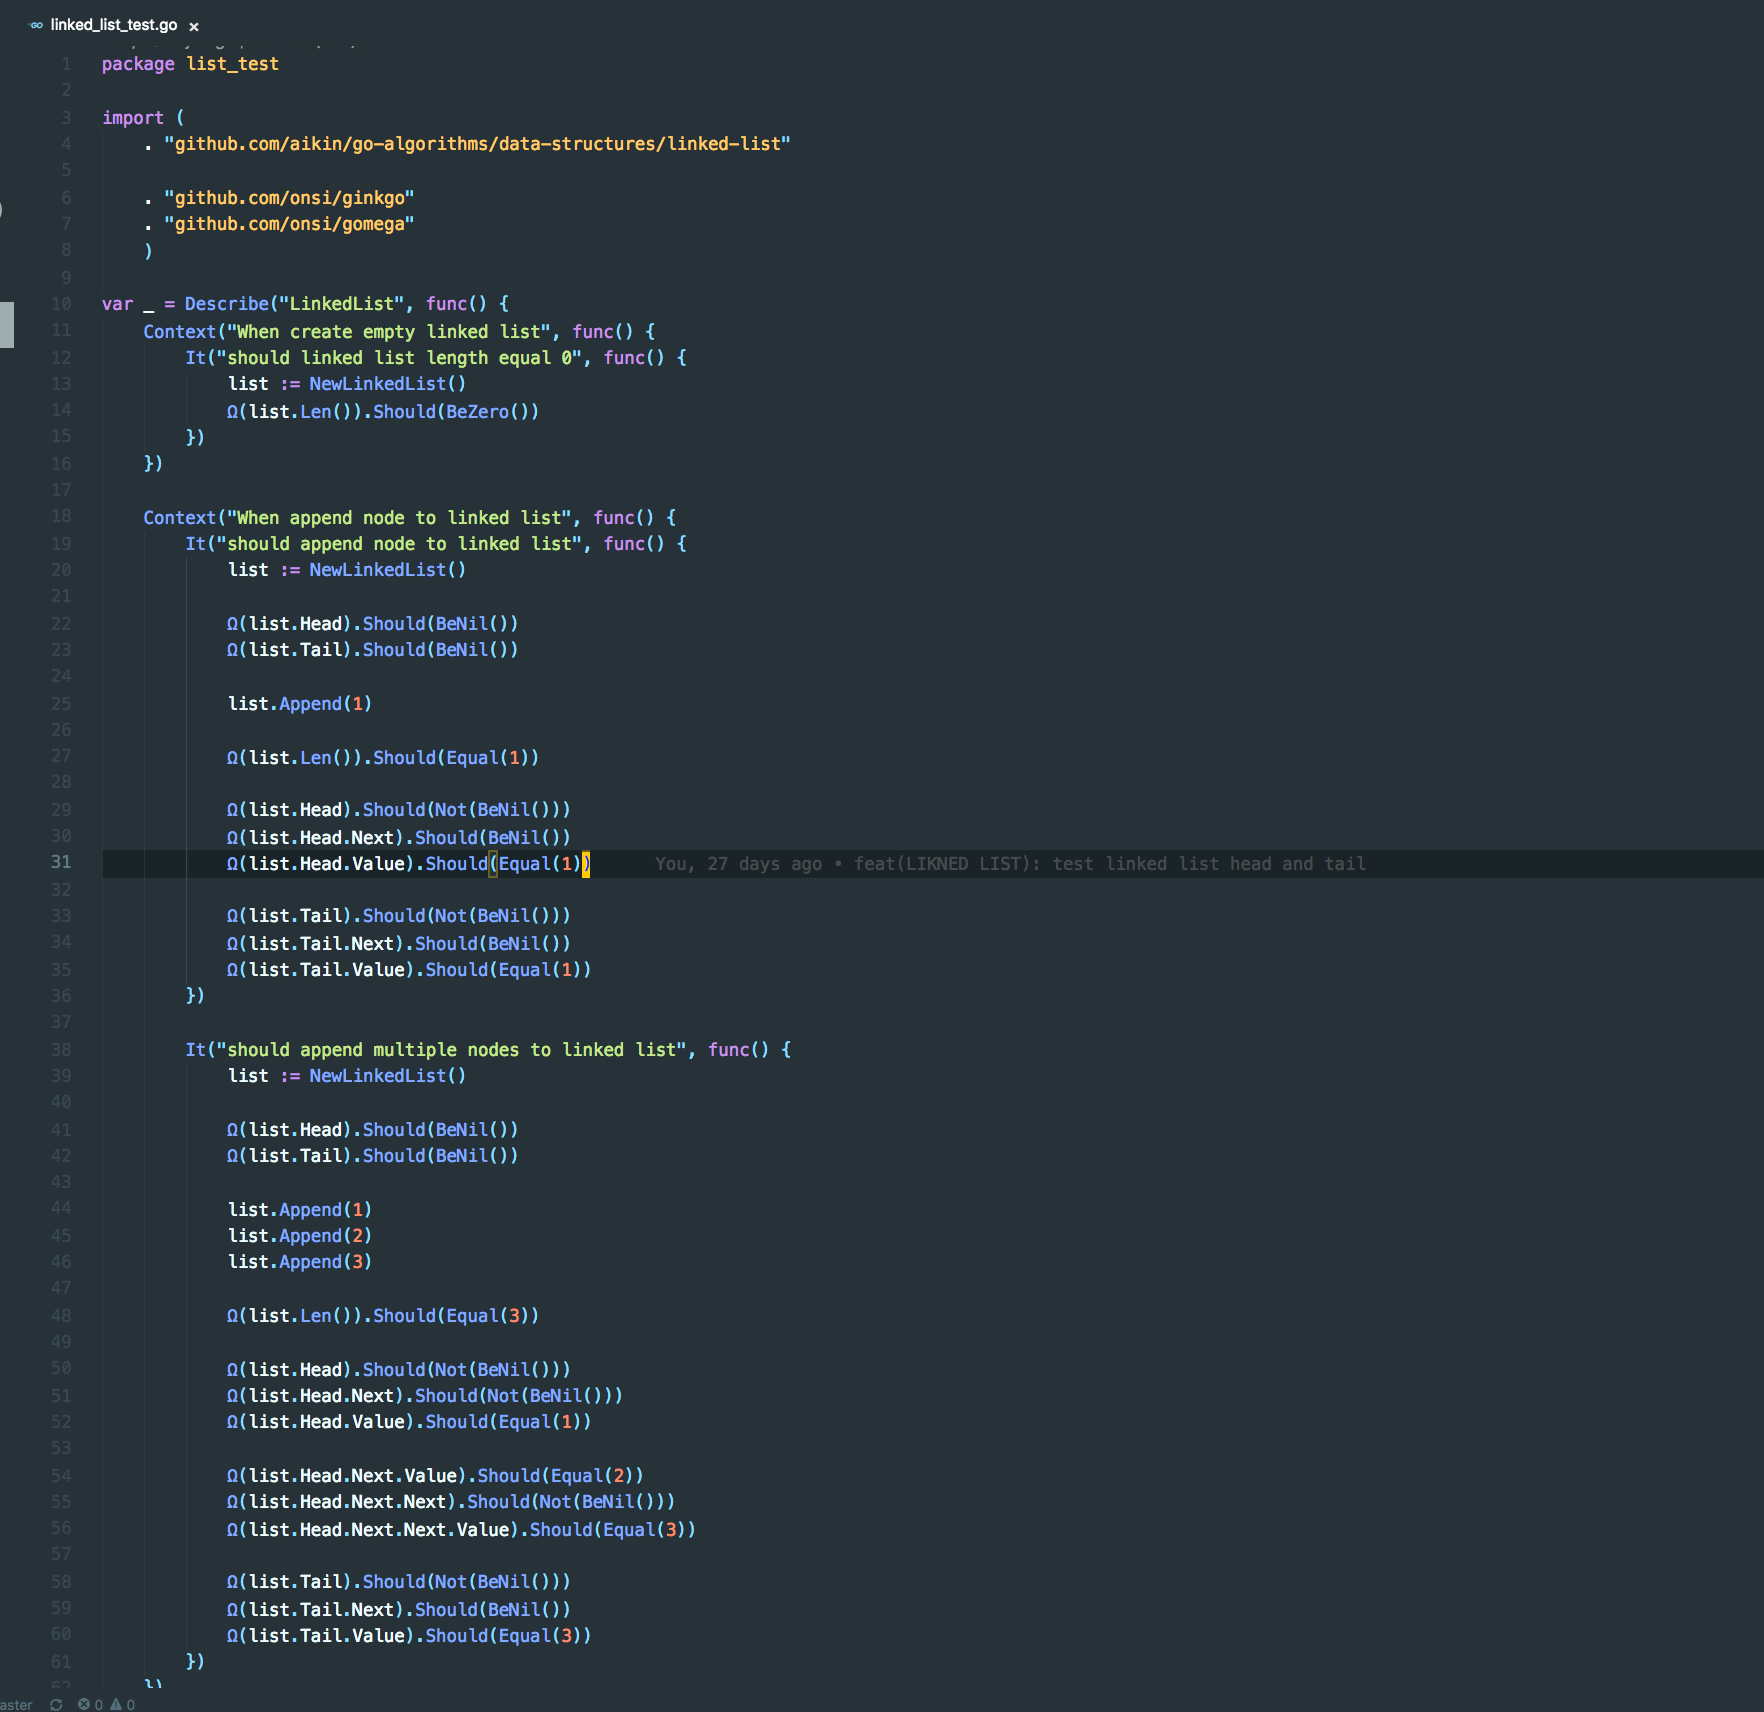 linked_list_test.go ×
1 package list_test
2
3 import (
4 . "github.com/aikin/go-algorithms/data-structures/linked-list"
5
6 . "github.com/onsi/ginkgo"
7 . "github.com/onsi/gomega"
8 )
9
10 var _ = Describe("LinkedList", func() {
11 Context("When create empty linked list", func() {
12 It("should linked list length equal 0", func() {
13 list := NewLinkedList()
14 Ω(list.Len()).Should(BeZero())
15 })
16 })
17
18 Context("When append node to linked list", func() {
19 It("should append node to linked list", func() {
20 list := NewLinkedList()
21
22 Ω(list.Head).Should(BeNil())
23 Ω(list.Tail).Should(BeNil())
24
25 list.Append(1)
26
27 Ω(list.Len()).Should(Equal(1))
28
29 Ω(list.Head).Should(Not(BeNil()))
30 Ω(list.Head.Next).Should(BeNil())
31 Ω(list.Head.Value).Should(Equal(1)) You, 27 days ago • feat(LIKNED LIST): test linked list head and tail
32
33 Ω(list.Tail).Should(Not(BeNil()))
34 Ω(list.Tail.Next).Should(BeNil())
35 Ω(list.Tail.Value).Should(Equal(1))
36 })
37
38 It("should append multiple nodes to linked list", func() {
39 list := NewLinkedList()
40
41 Ω(list.Head).Should(BeNil())
42 Ω(list.Tail).Should(BeNil())
43
44 list.Append(1)
45 list.Append(2)
46 list.Append(3)
47
48 Ω(list.Len()).Should(Equal(3))
49
50 Ω(list.Head).Should(Not(BeNil()))
51 Ω(list.Head.Next).Should(Not(BeNil()))
52 Ω(list.Head.Value).Should(Equal(1))
53
54 Ω(list.Head.Next.Value).Should(Equal(2))
55 Ω(list.Head.Next.Next).Should(Not(BeNil()))
56 Ω(list.Head.Next.Next.Value).Should(Equal(3))
57
58 Ω(list.Tail).Should(Not(BeNil()))
59 Ω(list.Tail.Next).Should(BeNil())
60 Ω(list.Tail.Value).Should(Equal(3))
61 })
62 })
aster 0 0